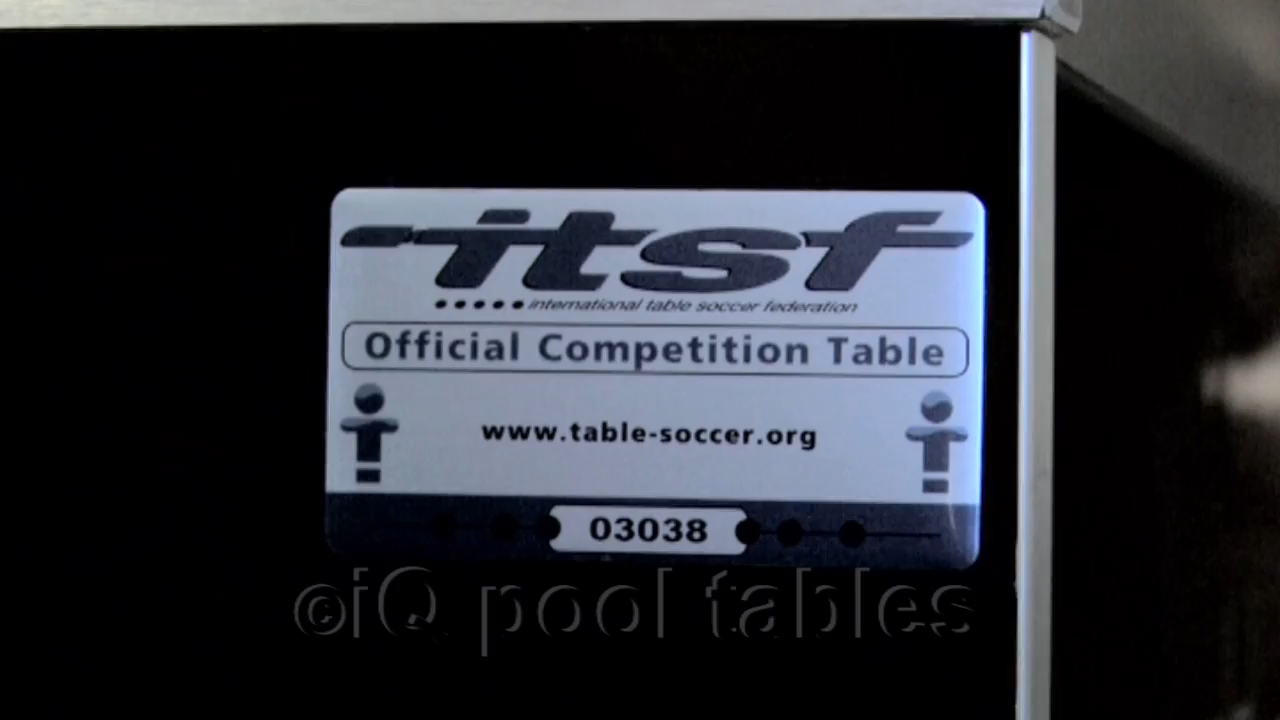 itsf
international table soccer federation
Official Competition Table
www.table-soccer.org
03038
©iQ pool tables